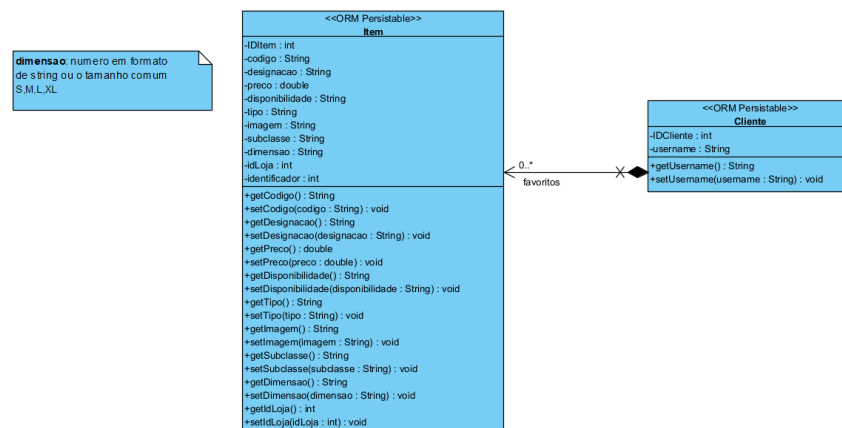 dimensao: numero em formato
de string ou o tamanho comum
S,M,L,XL
<<ORM Persistable>>
Item
-IDItem : int
-codigo : String
-designacao : String
-preco : double
-disponibilidade : String
-tipo : String
-imagem : String
-subclasse : String
-dimensao : String
-idLoja : int
-identificador : int
+getCodigo() : String
+setCodigo(codigo : String) : void
+getDesignacao() : String
+setDesignacao(designacao : String) : void
+getPreco() : double
+setPreco(preco : double) : void
+getDisponibilidade() : String
+setDisponibilidade(disponibilidade : String) : void
+getTipo() : String
+setTipo(tipo : String) : void
+getImagem() : String
+setImagem(imagem : String) : void
+getSubclasse() : String
+setSubclasse(subclasse : String) : void
+getDimensao() : String
+setDimensao(dimensao : String) : void
+getIdLoja() : int
+setIdLoja(idLoja : int) : void
0..*
favoritos
<<ORM Persistable>>
Cliente
-IDCliente : int
-username : String
+getUsername() : String
+setUsername(username : String) : void